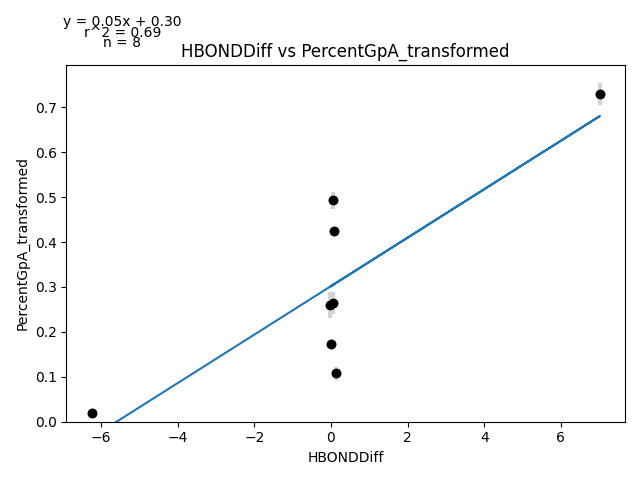 y = 0.05x + 0.30
r^2 = 0.69
n = 8
HBONDDiff vs PercentGpA_transformed
PercentGpA_transformed
0.7
0.6
0.5
0.4
0.3
0.2
0.1
0.0
−6 −4 −2 0 2 4 6
HBONDDiff